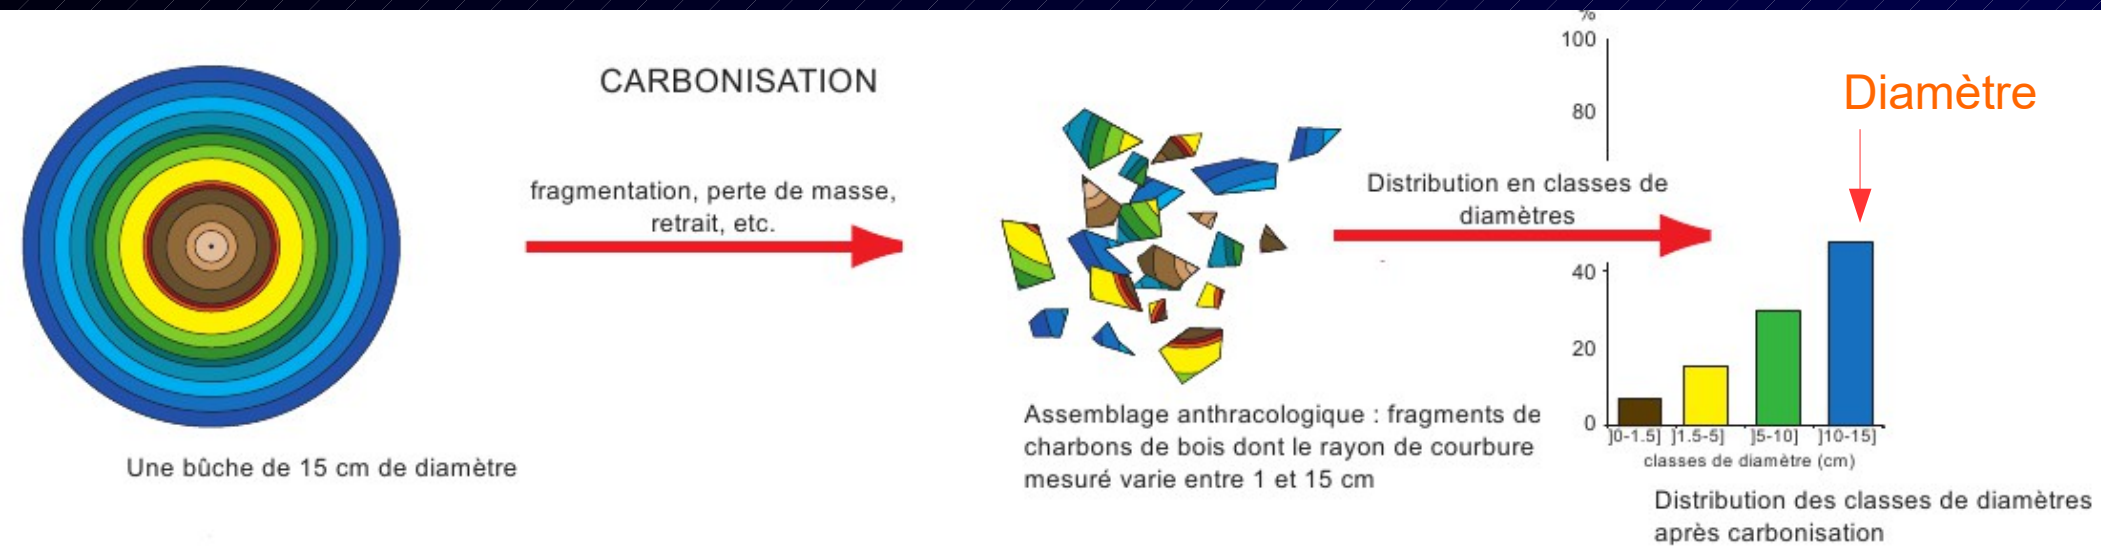 CARBONISATION
fragmentation, perte de masse,
retrait, etc.
Une bûche de 15 cm de diamètre
Assemblage anthracologique : fragments de
charbons de bois dont le rayon de courbure
mesuré varie entre 1 et 15 cm
Distribution en classes de
diamètres
%
100
80
40
20
0
Diamètre
]0-1.5] ]1.5-5] ]5-10] ]10-15]
classes de diamètre (cm)
Distribution des classes de diamètres
après carbonisation